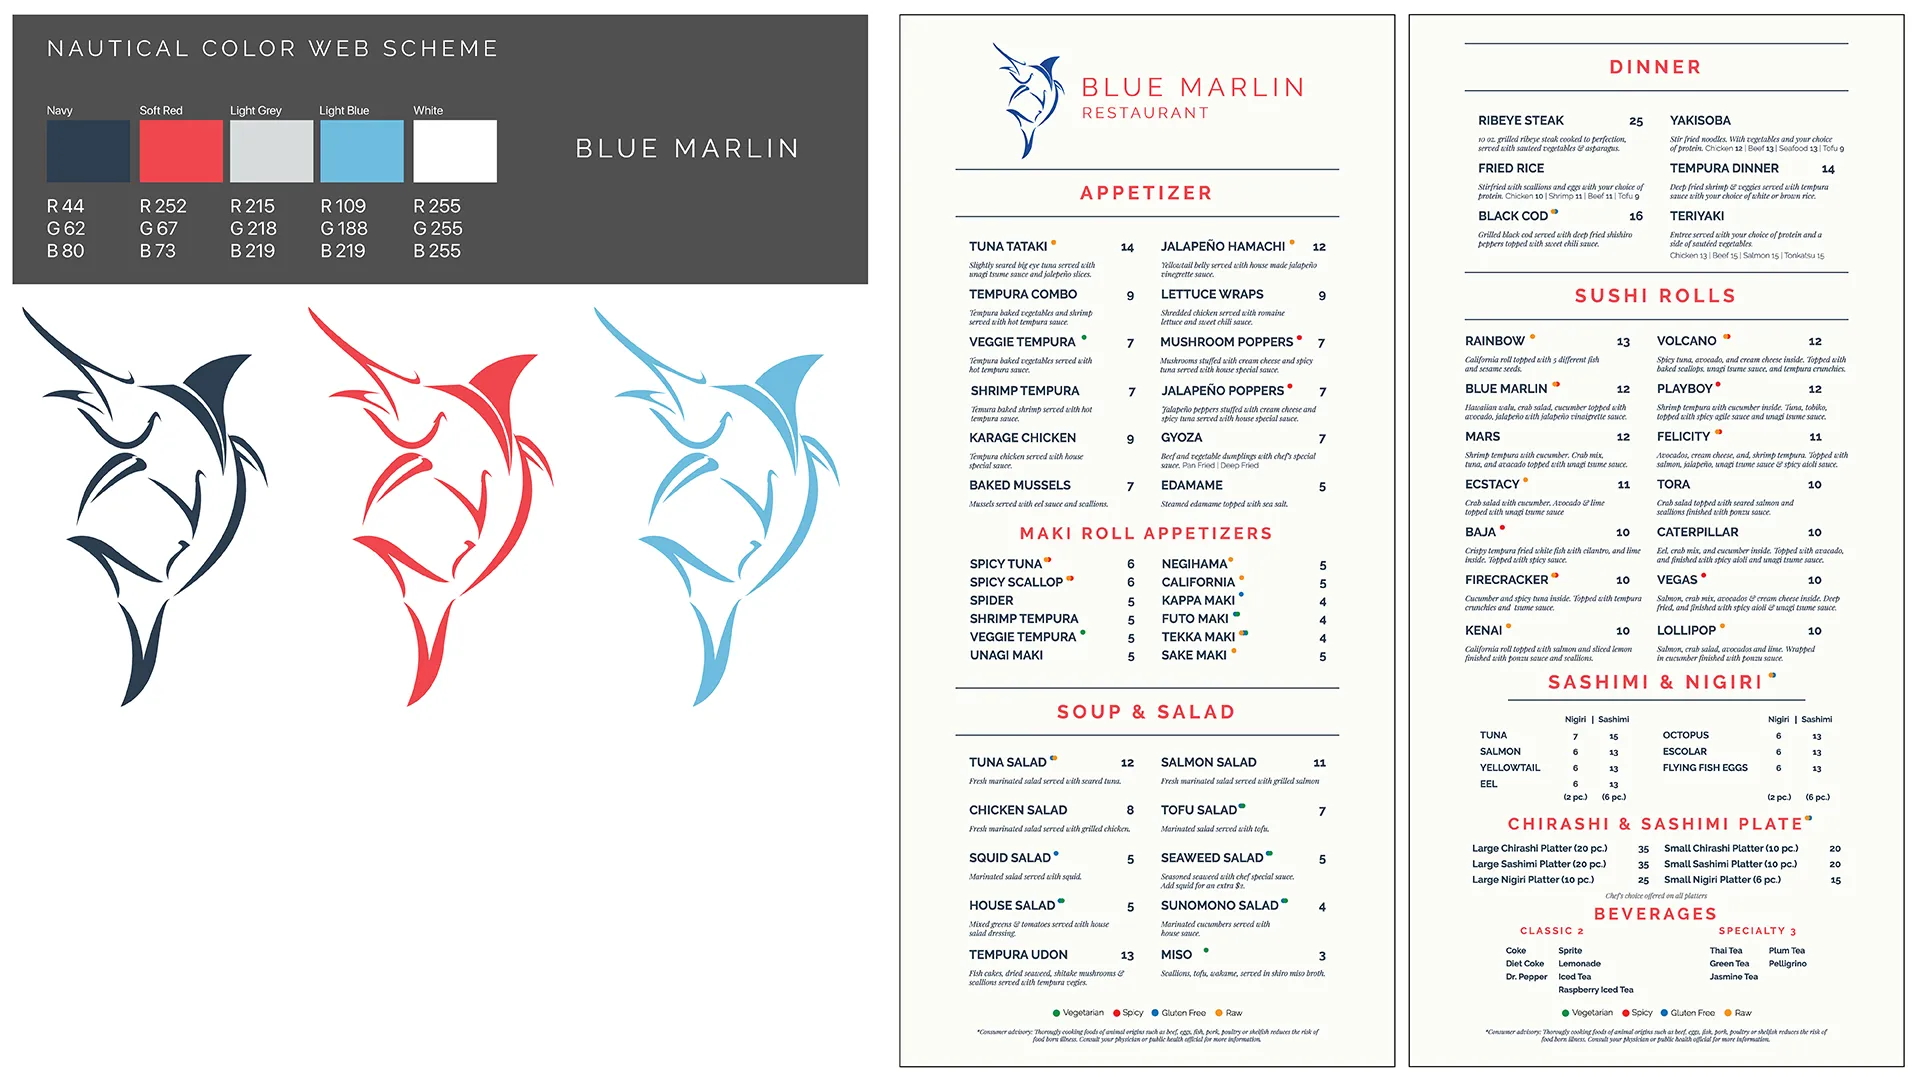 NAUTICAL COLOR WEB SCHEME
Navy
Soft Red
Light Grey
Light Blue
White
R 44
G 62
B 80
R 252
G 67
B 73
R 215
G 218
B 219
R 109
G 188
B 219
R 255
G 255
B 255
BLUE MARLIN
BLUE MARLIN
RESTAURANT
APPETIZER
TUNA TATAKI 14
Slightly seared big eye tuna served with
unagi tsume sauce and jalepeño slices.
TEMPURA COMBO 9
Tempura baked vegetables and shrimp
served with hot tempura sauce.
VEGGIE TEMPURA 7
Tempura baked vegetables served with
hot tempura sauce.
SHRIMP TEMPURA 7
Temura baked shrimp served with hot
tempura sauce.
KARAGE CHICKEN 9
Tempura chicken served with house
special sauce.
BAKED MUSSELS 7
Mussels served with eel sauce and scallions.
JALAPEÑO HAMACHI 12
Yellowtail belly served with house made jalapeño
vinegrette sauce.
LETTUCE WRAPS 9
Shredded chicken served with romaine
lettuce and sweet chili sauce.
MUSHROOM POPPERS 7
Mushrooms stuffed with cream cheese and spicy
tuna served with house special sauce.
JALAPEÑO POPPERS 7
Jalapeño peppers stuffed with cream cheese and
spicy tuna served with house special sauce.
GYOZA 7
Beef and vegetable dumplings with chef's special
sauce. Pan Fried | Deep Fried
EDAMAME 5
Steamed edamame topped with sea salt.
MAKI ROLL APPETIZERS
SPICY TUNA 6
SPICY SCALLOP 6
SPIDER 5
SHRIMP TEMPURA 5
VEGGIE TEMPURA 5
UNAGI MAKI 5
NEGIHAMA 5
CALIFORNIA 5
KAPPA MAKI 4
FUTO MAKI 4
TEKKA MAKI 4
SAKE MAKI 5
SOUP & SALAD
TUNA SALAD 12
Fresh marinated salad served with seared tuna.
CHICKEN SALAD 8
Fresh marinated salad served with grilled chicken.
SQUID SALAD 5
Marinated salad served with squid.
HOUSE SALAD 5
Mixed greens & tomatoes served with house
salad dressing.
TEMPURA UDON 13
Fish cakes, dried seaweed, shitake mushrooms &
scallions served with tempura vegies.
SALMON SALAD 11
Fresh marinated salad served with grilled salmon
TOFU SALAD 7
Marinated salad served with tofu.
SEAWEED SALAD 5
Seasoned seaweed with chef special sauce.
Add squid for an extra $2.
SUNOMONO SALAD 4
Marinated cucumbers served with
house sauce.
MISO 3
Scallions, tofu, wakame, served in shiro miso broth.
Vegetarian Spicy Gluten Free Raw
*Consumer advisory: Thorougly cooking foods of animal origins such as beef, eggs, fish, pork, poultry or shelfish reduces the risk of
food born illness. Consult your physician or public health official for more information.
DINNER
RIBEYE STEAK 25
10 oz. grilled ribeye steak cooked to perfection,
served with sauteed vegetables & asparagus.
FRIED RICE
Stirfried with scallions and eggs with your choice of
protein. Chicken 10 | Shrimp 11 | Beef 11 | Tofu 9
BLACK COD 16
Grilled black cod served with deep fried shishiro
peppers topped with sweet chili sauce.
YAKISOBA
Stir fried noodles. With vegetables and your choice
of protein. Chicken 12 | Beef 13 | Seafood 13 | Tofu 9
TEMPURA DINNER 14
Deep fried shrimp & veggies served with tempura
sauce with your choice of white or brown rice.
TERIYAKI
Entree served with your choice of protein and a
side of sautéed vegetables.
Chicken 13 | Beef 15 | Salmon 15 | Tonkatsu 15
SUSHI ROLLS
RAINBOW 13
California roll topped with 5 different fish
and sesame seeds.
BLUE MARLIN 12
Hawaiian walu, crab salad, cucumber topped with
avocado, jalapeño with jalapeño vinaigrette sauce.
MARS 12
Shrimp tempura with cucumber. Crab mix,
tuna, and avocado topped with unagi tsume sauce.
ECSTACY 11
Crab salad with cucumber, Avocado & lime
topped with unagi tsume sauce
BAJA 10
Crispy tempura fried white fish with cilantro, and lime
inside. Topped with spicy sauce.
FIRECRACKER 10
Cucumber and spicy tuna inside. Topped with tempura
crunchies and tsume sauce.
KENAI 10
California roll topped with salmon and sliced lemon
finished with ponzu sauce and scallions.
VOLCANO 12
Spicy tuna, avocado, and cream cheese inside. Topped with
baked scallops, unagi tsume sauce, and tempura crunchies.
PLAYBOY 12
Shrimp tempura with cucumber inside. Tuna, tobiko,
topped with spicy agile sauce and unagi tsume sauce.
FELICITY 11
Avocados, cream cheese, and, shrimp tempura. Topped with
salmon, jalapeño, unagi tsume sauce & spicy aioli sauce.
TORA 10
Crab salad topped with seared salmon and
scallions finished with ponzu sauce.
CATERPILLAR 10
Eel, crab mix, and cucumber inside. Topped with avacado,
and finished with spicy aioli and unagi tsume sauce.
VEGAS 10
Salmon, crab mix, avocados & cream cheese inside. Deep
fried, and finished with spicy aioli & unagi tsume sauce.
LOLLIPOP 10
Salmon, crab salad, avocados and lime. Wrapped
in cucumber finished with ponzu sauce.
SASHIMI & NIGIRI
Nigiri | Sashimi
TUNA 7 15
SALMON 6 13
YELLOWTAIL 6 13
EEL 6 13
(2 pc.) (6 pc.)
Nigiri | Sashimi
OCTOPUS 6 13
ESCOLAR 6 13
FLYING FISH EGGS 6 13
(2 pc.) (6 pc.)
CHIRASHI & SASHIMI PLATE
Large Chirashi Platter (20 pc.) 35
Large Sashimi Platter (20 pc.) 35
Large Nigiri Platter (10 pc.) 25
Small Chirashi Platter (10 pc.) 20
Small Sashimi Platter (10 pc.) 20
Small Nigiri Platter (6 pc.) 15
Chef's choice offered on all platters
BEVERAGES
CLASSIC 2
Coke
Diet Coke
Dr. Pepper
Sprite
Lemonade
Iced Tea
Raspberry Iced Tea
SPECIALTY 3
Thai Tea
Green Tea
Jasmine Tea
Plum Tea
Pelligrino
Vegetarian Spicy Gluten Free Raw
*Consumer advisory: Thorougly cooking foods of animal origins such as beef, eggs, fish, pork, poultry or shelfish reduces the risk of
food born illness. Consult your physician or public health official for more information.